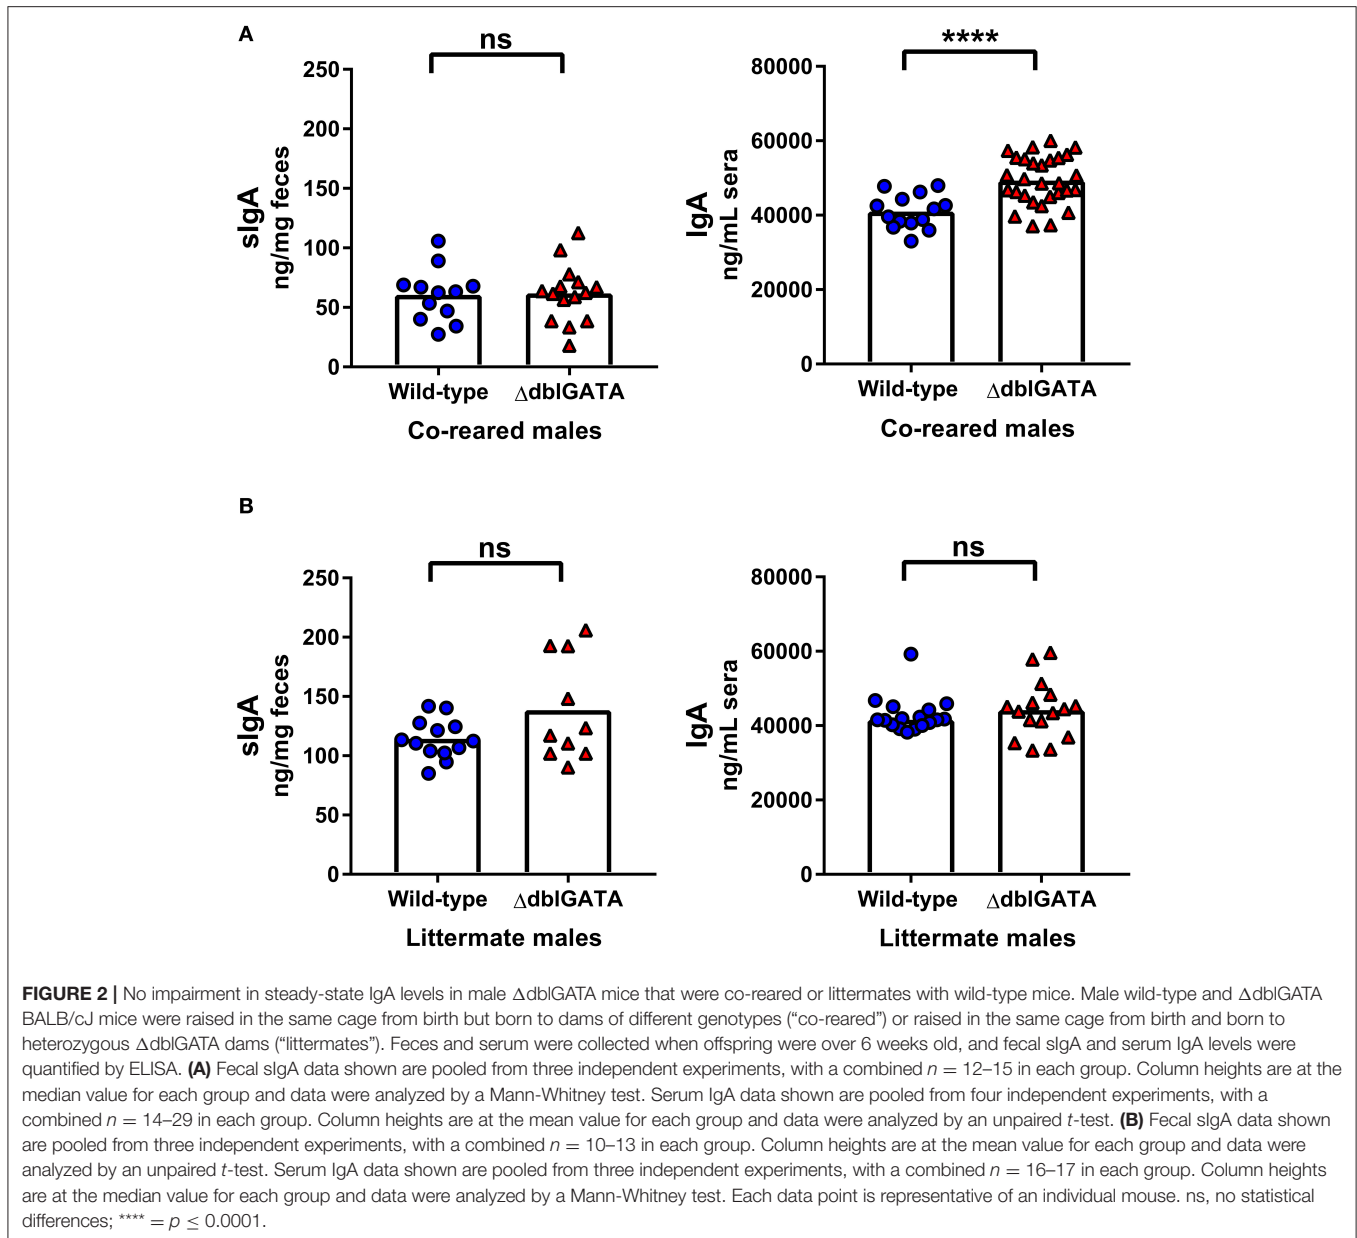 A
ns
250
200
150
100
50
0
sIgA
ng/mg feces
Wild-type ΔdblGATA
Co-reared males
****
80000
60000
40000
20000
0
IgA
ng/mL sera
Wild-type ΔdblGATA
Co-reared males
B
ns
250
200
150
100
50
0
sIgA
ng/mg feces
Wild-type ΔdblGATA
Littermate males
ns
80000
60000
40000
20000
0
IgA
ng/mL sera
Wild-type ΔdblGATA
Littermate males
FIGURE 2 | No impairment in steady-state IgA levels in male ΔdblGATA mice that were co-reared or littermates with wild-type mice. Male wild-type and ΔdblGATA
BALB/cJ mice were raised in the same cage from birth but born to dams of different genotypes (“co-reared”) or raised in the same cage from birth and born to
heterozygous ΔdblGATA dams (“littermates”). Feces and serum were collected when offspring were over 6 weeks old, and fecal sIgA and serum IgA levels were
quantified by ELISA. (A) Fecal sIgA data shown are pooled from three independent experiments, with a combined n = 12–15 in each group. Column heights are at the
median value for each group and data were analyzed by a Mann-Whitney test. Serum IgA data shown are pooled from four independent experiments, with a
combined n = 14–29 in each group. Column heights are at the mean value for each group and data were analyzed by an unpaired t-test. (B) Fecal sIgA data shown
are pooled from three independent experiments, with a combined n = 10–13 in each group. Column heights are at the mean value for each group and data were
analyzed by an unpaired t-test. Serum IgA data shown are pooled from three independent experiments, with a combined n = 16–17 in each group. Column heights
are at the median value for each group and data were analyzed by a Mann-Whitney test. Each data point is representative of an individual mouse. ns, no statistical
differences; **** = p ≤ 0.0001.